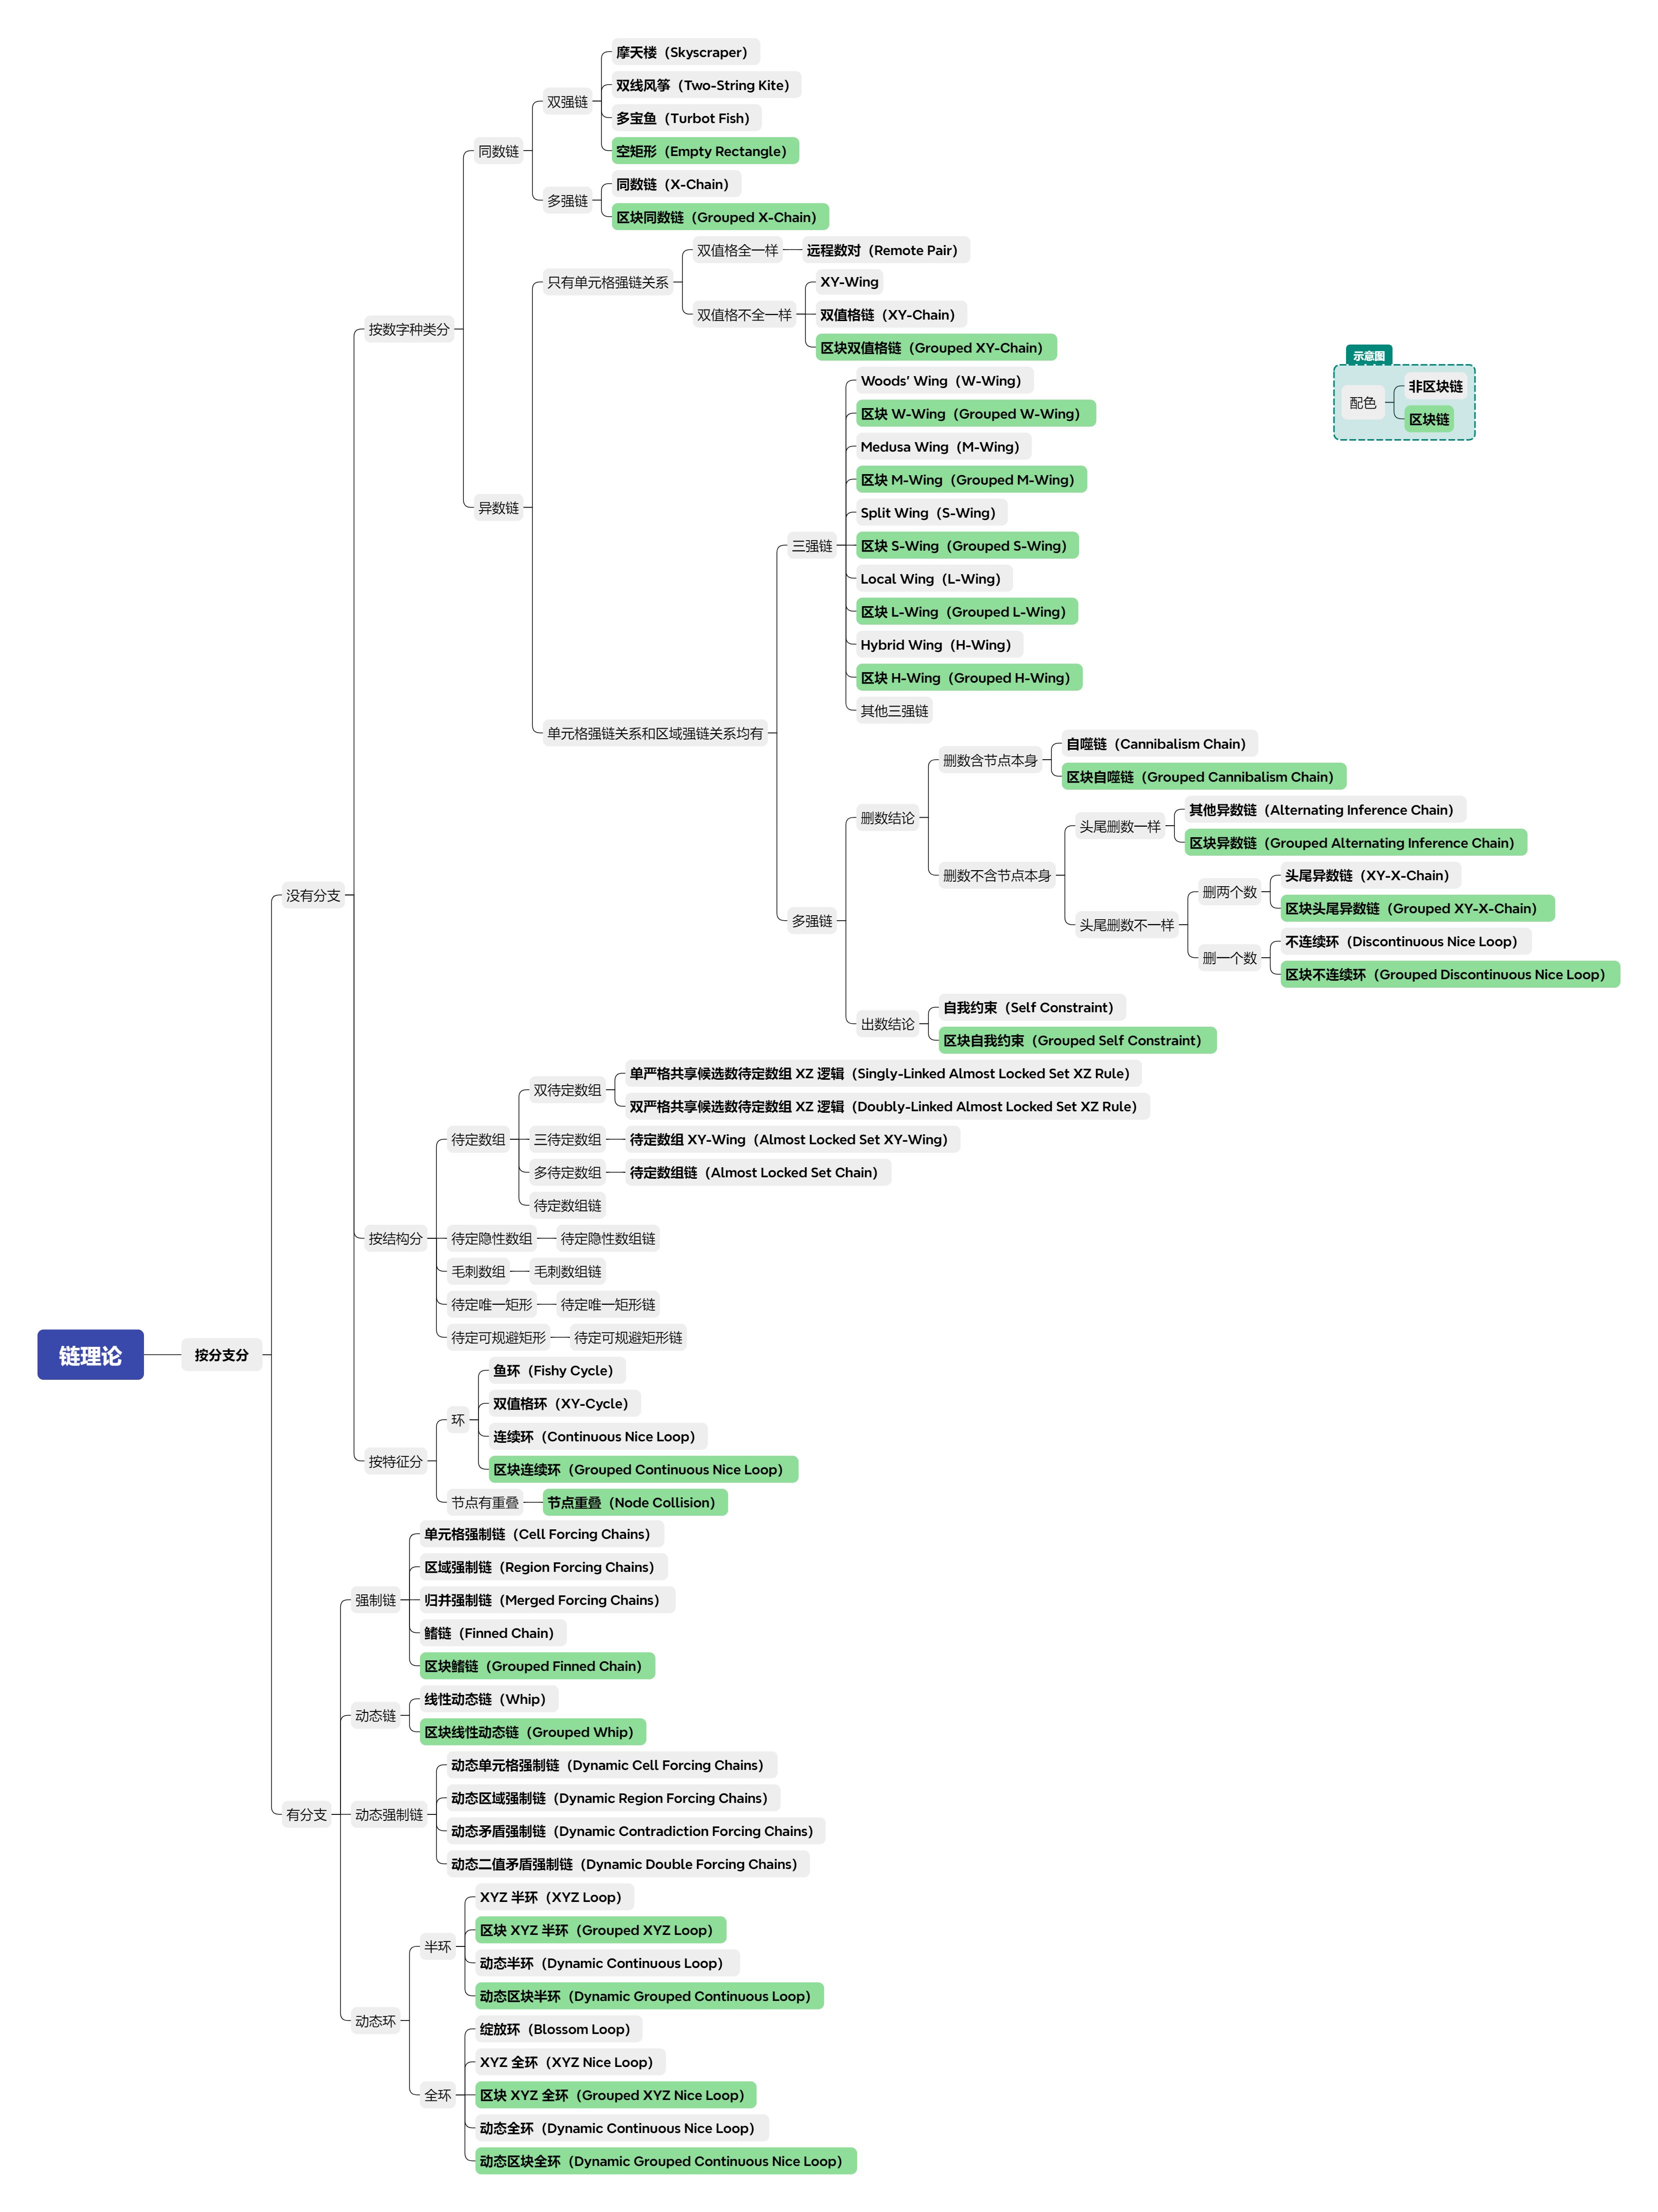 摩天楼（Skyscraper）
双线风筝（Two-String Kite）
双强链
多宝鱼（Turbot Fish）
同数链
空矩形（Empty Rectangle）
同数链（X-Chain）
多强链
区块同数链（Grouped X-Chain）
双值格全一样
远程数对（Remote Pair）
只有单元格强链关系
XY-Wing
双值格不全一样
双值格链（XY-Chain）
按数字种类分
区块双值格链（Grouped XY-Chain）
示意图
配色
非区块链
区块链
Woods' Wing（W-Wing）
区块 W-Wing（Grouped W-Wing）
Medusa Wing（M-Wing）
区块 M-Wing（Grouped M-Wing）
异数链
Split Wing（S-Wing）
三强链
区块 S-Wing（Grouped S-Wing）
Local Wing（L-Wing）
区块 L-Wing（Grouped L-Wing）
Hybrid Wing（H-Wing）
区块 H-Wing（Grouped H-Wing）
其他三强链
单元格强链关系和区域强链关系均有
自噬链（Cannibalism Chain）
删数含节点本身
区块自噬链（Grouped Cannibalism Chain）
删数结论
其他异数链（Alternating Inference Chain）
头尾删数一样
区块异数链（Grouped Alternating Inference Chain）
删数不含节点本身
头尾异数链（XY-X-Chain）
删两个数
区块头尾异数链（Grouped XY-X-Chain）
没有分支
多强链
头尾删数不一样
不连续环（Discontinuous Nice Loop）
删一个数
区块不连续环（Grouped Discontinuous Nice Loop）
自我约束（Self Constraint）
出数结论
区块自我约束（Grouped Self Constraint）
单严格共享候选数待定数组 XZ 逻辑（Singly-Linked Almost Locked Set XZ Rule）
双待定数组
双严格共享候选数待定数组 XZ 逻辑（Doubly-Linked Almost Locked Set XZ Rule）
待定数组
三待定数组
待定数组 XY-Wing（Almost Locked Set XY-Wing）
多待定数组
待定数组链（Almost Locked Set Chain）
待定数组链
按结构分
待定隐性数组
待定隐性数组链
毛刺数组
毛刺数组链
待定唯一矩形
待定唯一矩形链
待定可规避矩形
待定可规避矩形链
链理论
按分支分
鱼环（Fishy Cycle）
双值格环（XY-Cycle）
环
连续环（Continuous Nice Loop）
按特征分
区块连续环（Grouped Continuous Nice Loop）
节点有重叠
节点重叠（Node Collision）
单元格强制链（Cell Forcing Chains）
区域强制链（Region Forcing Chains）
强制链
归并强制链（Merged Forcing Chains）
鳍链（Finned Chain）
区块鳍链（Grouped Finned Chain）
线性动态链（Whip）
动态链
区块线性动态链（Grouped Whip）
动态单元格强制链（Dynamic Cell Forcing Chains）
动态区域强制链（Dynamic Region Forcing Chains）
有分支
动态强制链
动态矛盾强制链（Dynamic Contradiction Forcing Chains）
动态二值矛盾强制链（Dynamic Double Forcing Chains）
XYZ 半环（XYZ Loop）
区块 XYZ 半环（Grouped XYZ Loop）
半环
动态半环（Dynamic Continuous Loop）
动态区块半环（Dynamic Grouped Continuous Loop）
动态环
绽放环（Blossom Loop）
XYZ 全环（XYZ Nice Loop）
全环
区块 XYZ 全环（Grouped XYZ Nice Loop）
动态全环（Dynamic Continuous Nice Loop）
动态区块全环（Dynamic Grouped Continuous Nice Loop）